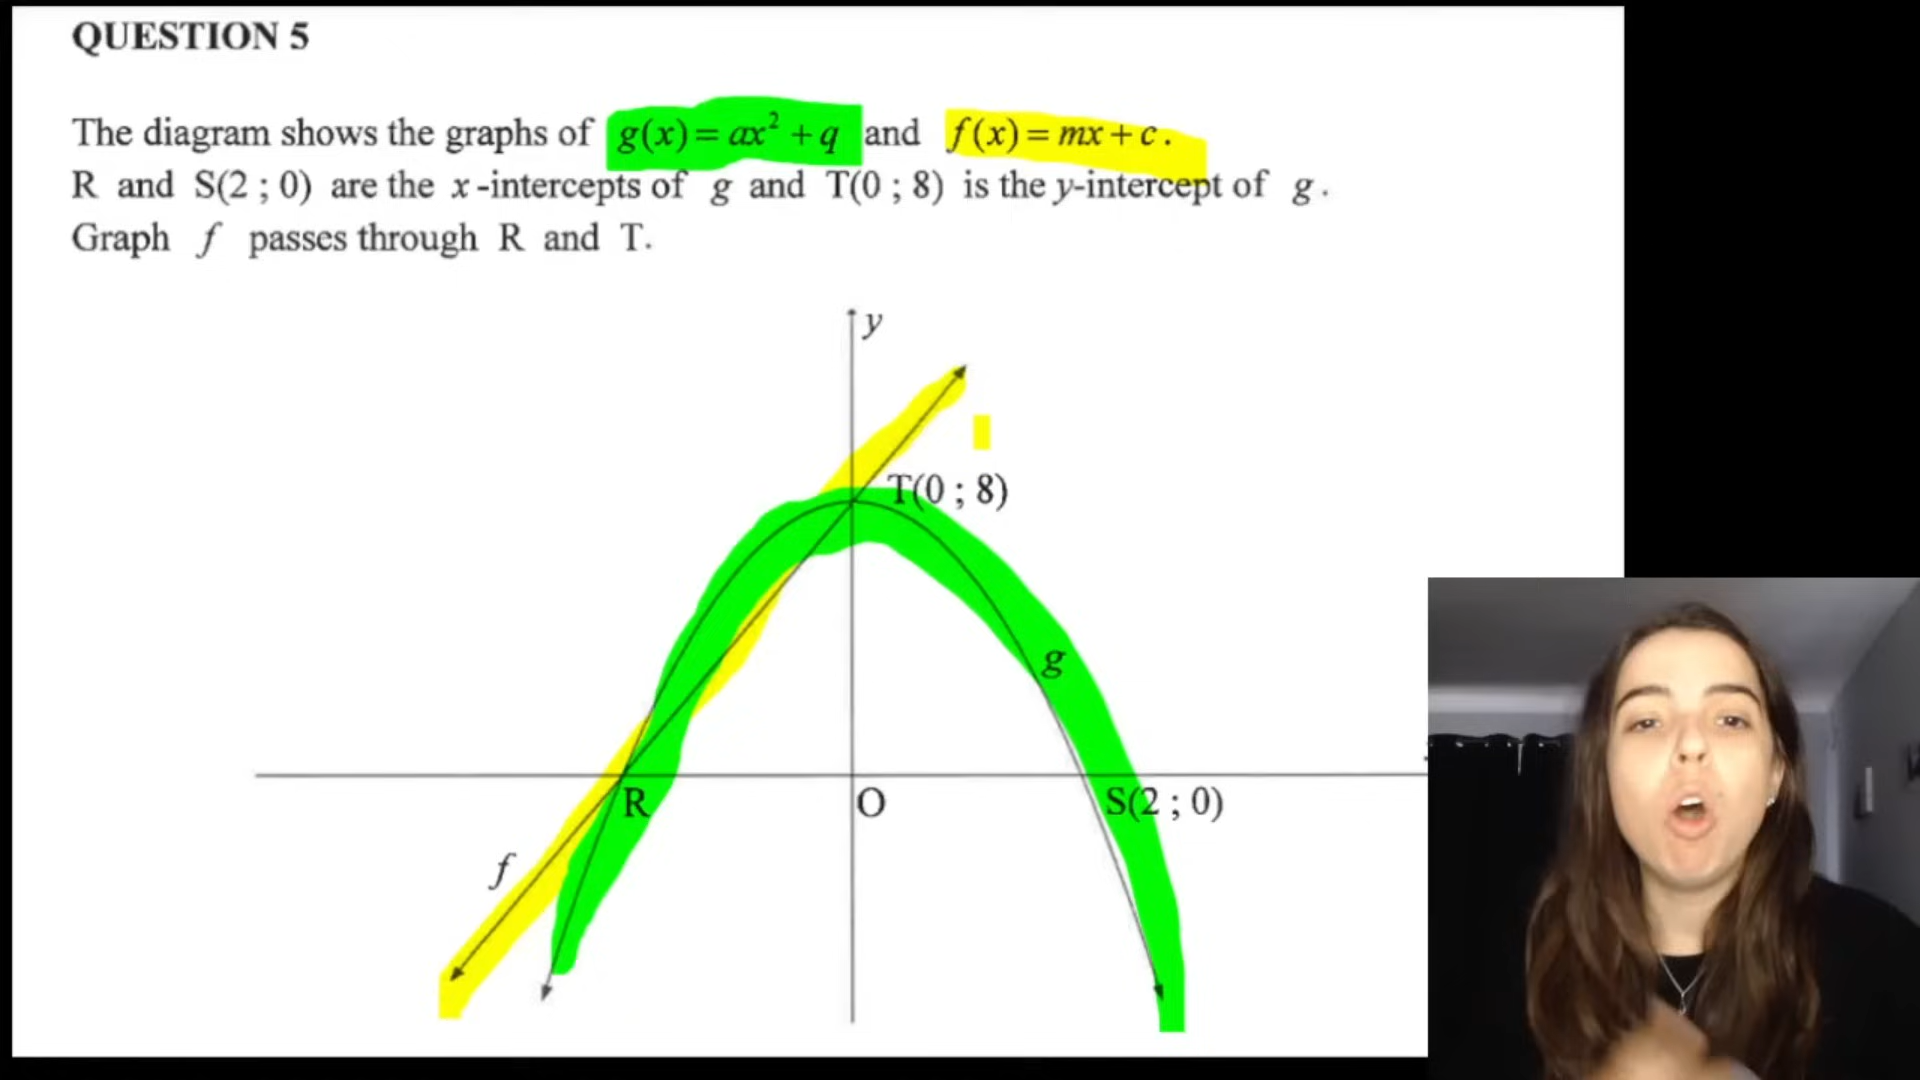 QUESTION 5
The diagram shows the graphs of g(x) = ax² + q and f(x) = mx + c.
R and S(2 ; 0) are the x-intercepts of g and T(0 ; 8) is the y-intercept of g.
Graph f passes through R and T.
y
T(0 ; 8)
g
R
O
S(2 ; 0)
f